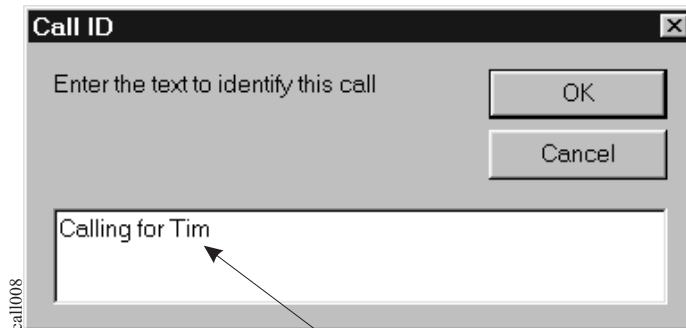 Call ID
Enter the text to identify this call
OK
Cancel
Calling for Tim
call008